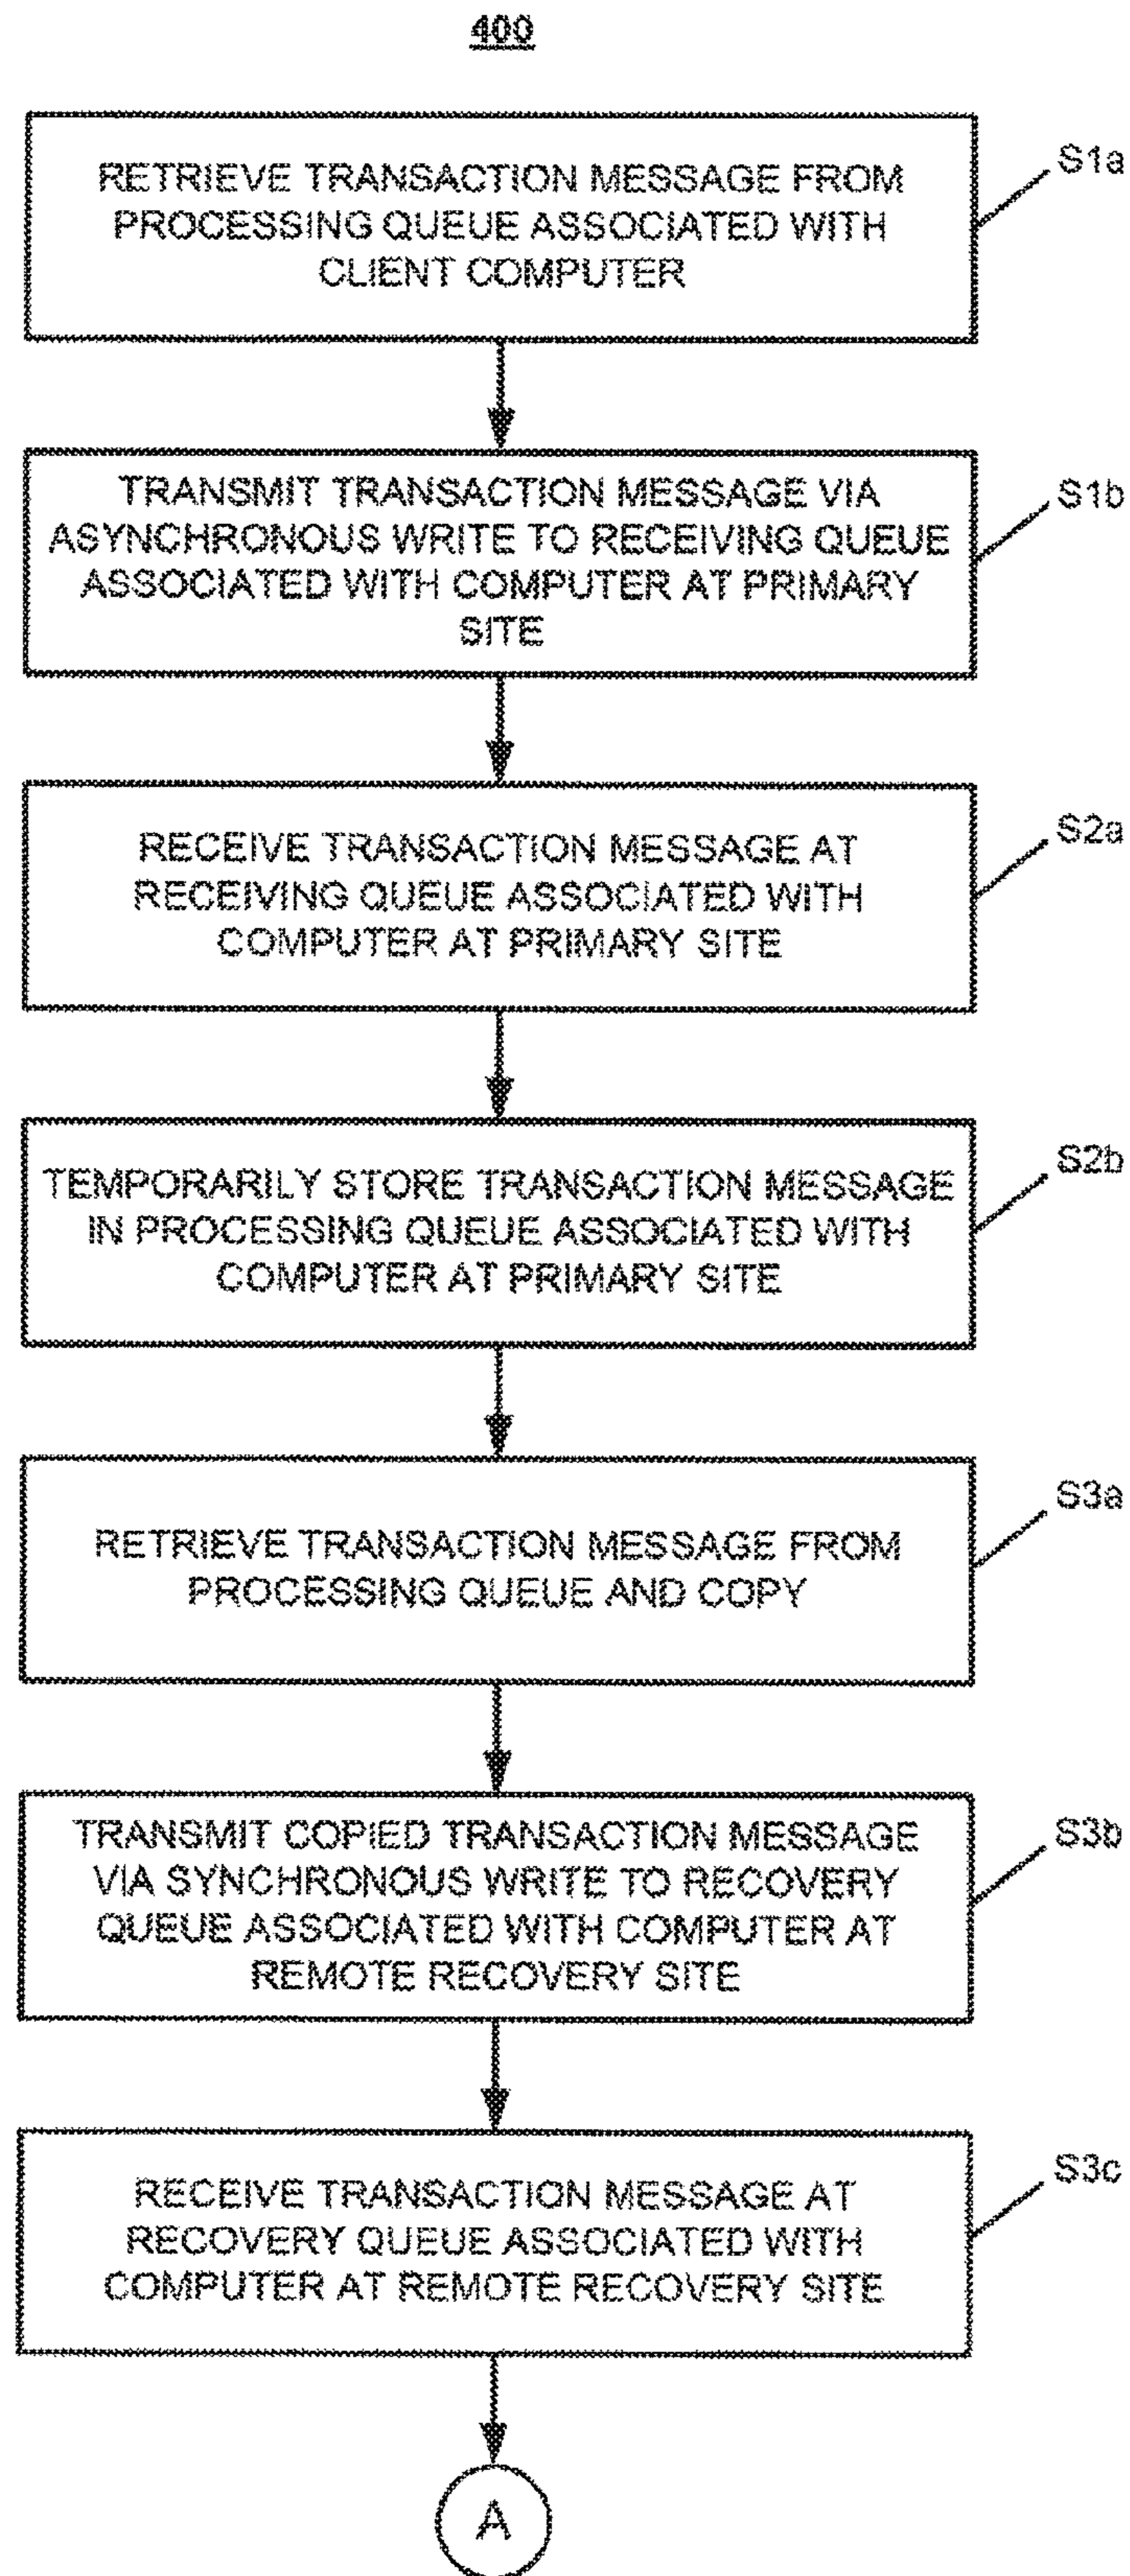 400
RETRIEVE TRANSACTION MESSAGE FROM
PROCESSING QUEUE ASSOCIATED WITH
CLIENT COMPUTER
S1a
TRANSMIT TRANSACTION MESSAGE VIA
ASYNCHRONOUS WRITE TO RECEIVING QUEUE
ASSOCIATED WITH COMPUTER AT PRIMARY
SITE
S1b
RECEIVE TRANSACTION MESSAGE AT
RECEIVING QUEUE ASSOCIATED WITH
COMPUTER AT PRIMARY SITE
S2a
TEMPORARILY STORE TRANSACTION MESSAGE
IN PROCESSING QUEUE ASSOCIATED WITH
COMPUTER AT PRIMARY SITE
S2b
RETRIEVE TRANSACTION MESSAGE FROM
PROCESSING QUEUE AND COPY
S3a
TRANSMIT COPIED TRANSACTION MESSAGE
VIA SYNCHRONOUS WRITE TO RECOVERY
QUEUE ASSOCIATED WITH COMPUTER AT
REMOTE RECOVERY SITE
S3b
RECEIVE TRANSACTION MESSAGE AT
RECOVERY QUEUE ASSOCIATED WITH
COMPUTER AT REMOTE RECOVERY SITE
S3c
A